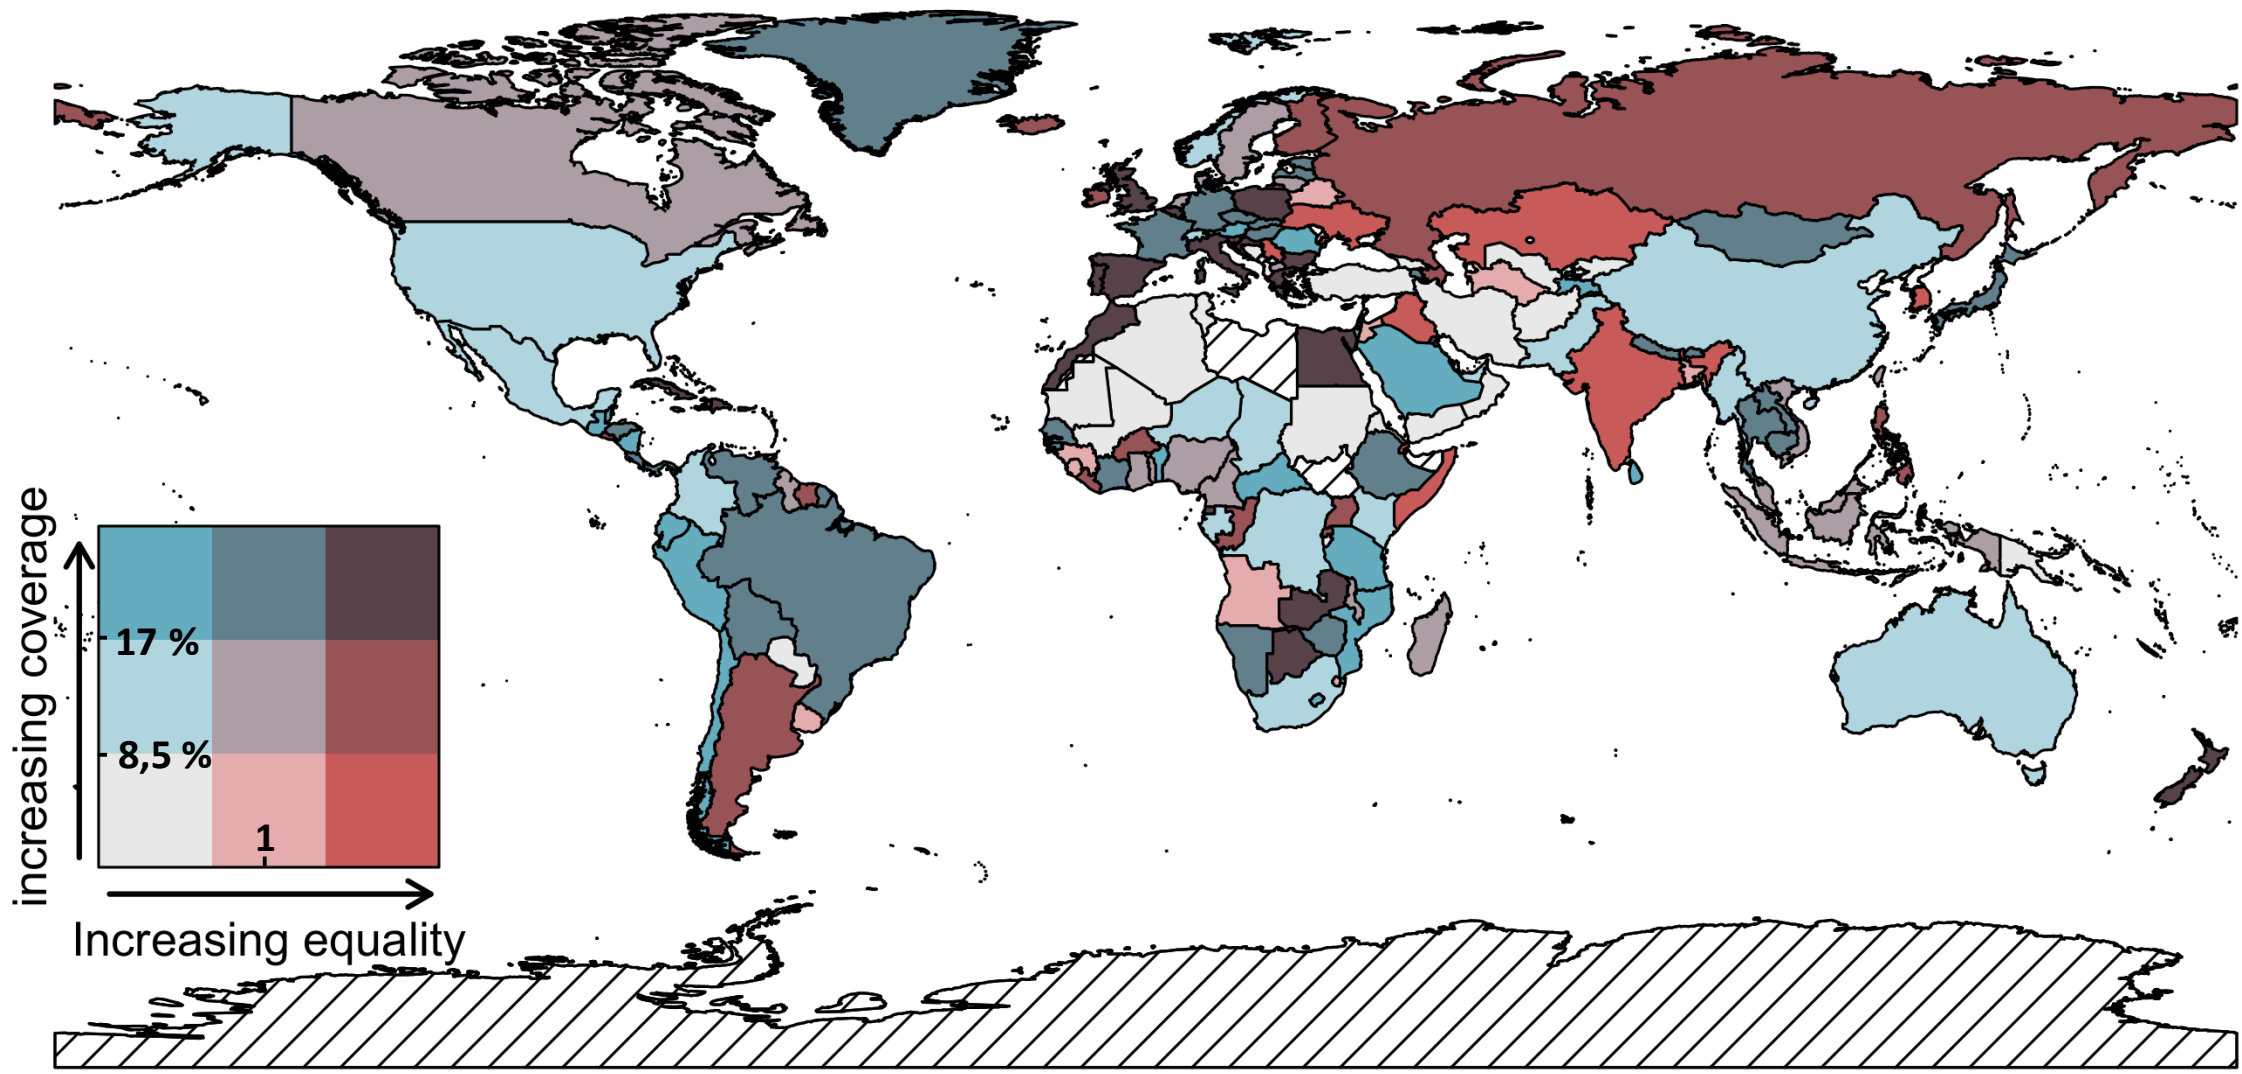 increasing coverage
17 %
8,5 %
1
Increasing equality